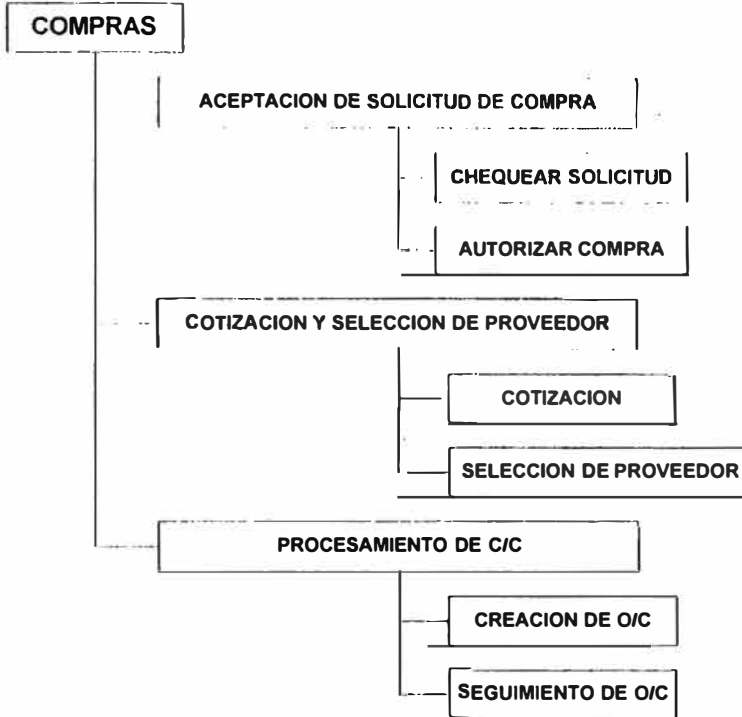 COMPRAS
ACEPTACION DE SOLICITUD DE COMPRA
CHEQUEAR SOLICITUD
AUTORIZAR COMPRA
COTIZACION Y SELECCION DE PROVEEDOR
COTIZACION
SELECCION DE PROVEEDOR
PROCESAMIENTO DE C/C
CREACION DE O/C
SEGUIMIENTO DE O/C